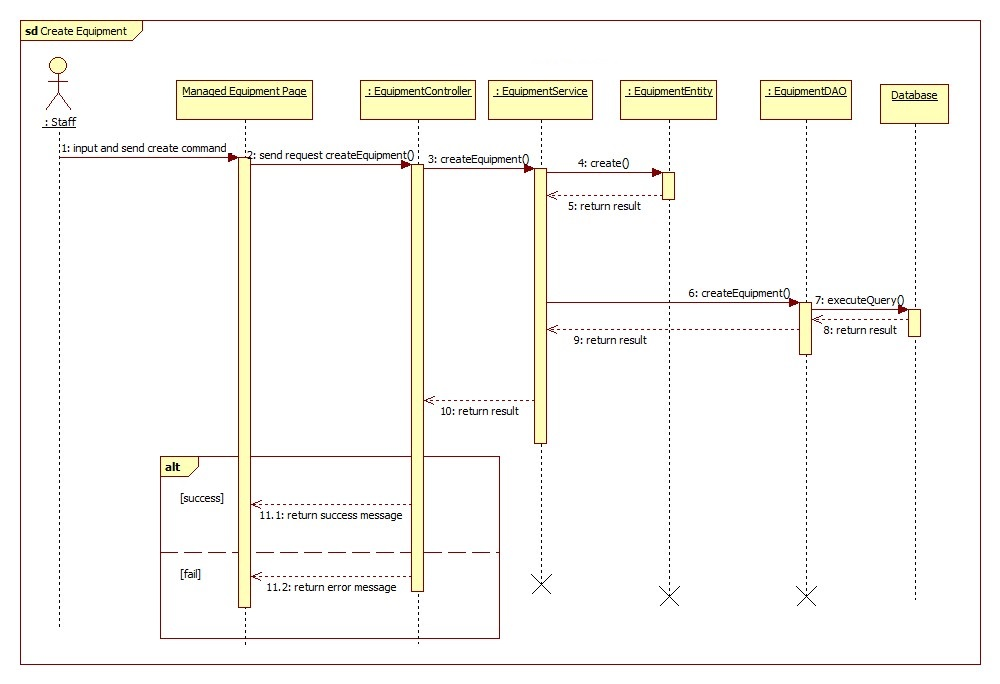 sd Create Equipment
: Staff
Managed Equipment Page
: EquipmentController
: EquipmentService
: EquipmentEntity
: EquipmentDAO
Database
1: input and send create command
2: send request createEquipment()
3: createEquipment()
4: create()
5: return result
6: createEquipment()
7: executeQuery()
8: return result
9: return result
10: return result
alt
[success]
11.1: return success message
[fail]
11.2: return error message